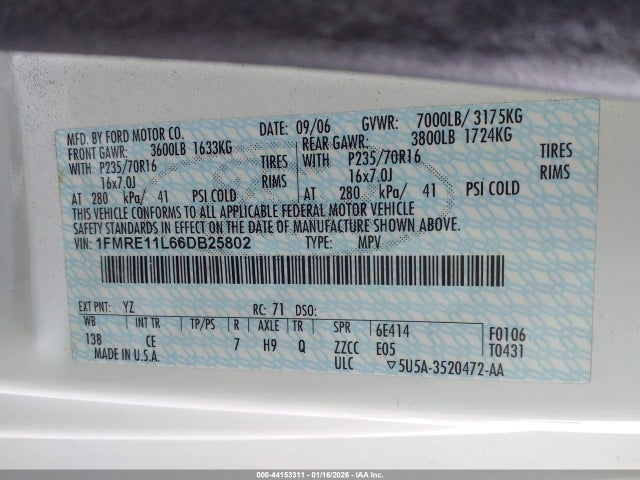 MFD. BY FORD MOTOR CO. DATE: 09/06 GVWR: 7000LB/ 3175KG
FRONT GAWR: 3600LB 1633KG REAR GAWR: 3800LB 1724KG
WITH P235/70R16 TIRES WITH P235/70R16 TIRES
16x7.0J RIMS 16x7.0J RIMS
AT 280 kPa/ 41 PSI COLD AT 280 kPa/ 41 PSI COLD
THIS VEHICLE CONFORMS TO ALL APPLICABLE FEDERAL MOTOR VEHICLE
SAFETY STANDARDS IN EFFECT ON THE DATE OF MANUFACTURE SHOWN ABOVE.
VIN: 1FMRE11L66DB25802 TYPE: MPV
EXT PNT: YZ RC: 71 DSO:
WB INT TR TP/PS R AXLE TR SPR 6E414 F0106
138 CE 7 H9 Q ZZCC E05 T0431
MADE IN U.S.A. ULC ▽5U5A-3520472-AA
000-44153311 - 01/16/2026 - IAA Inc.